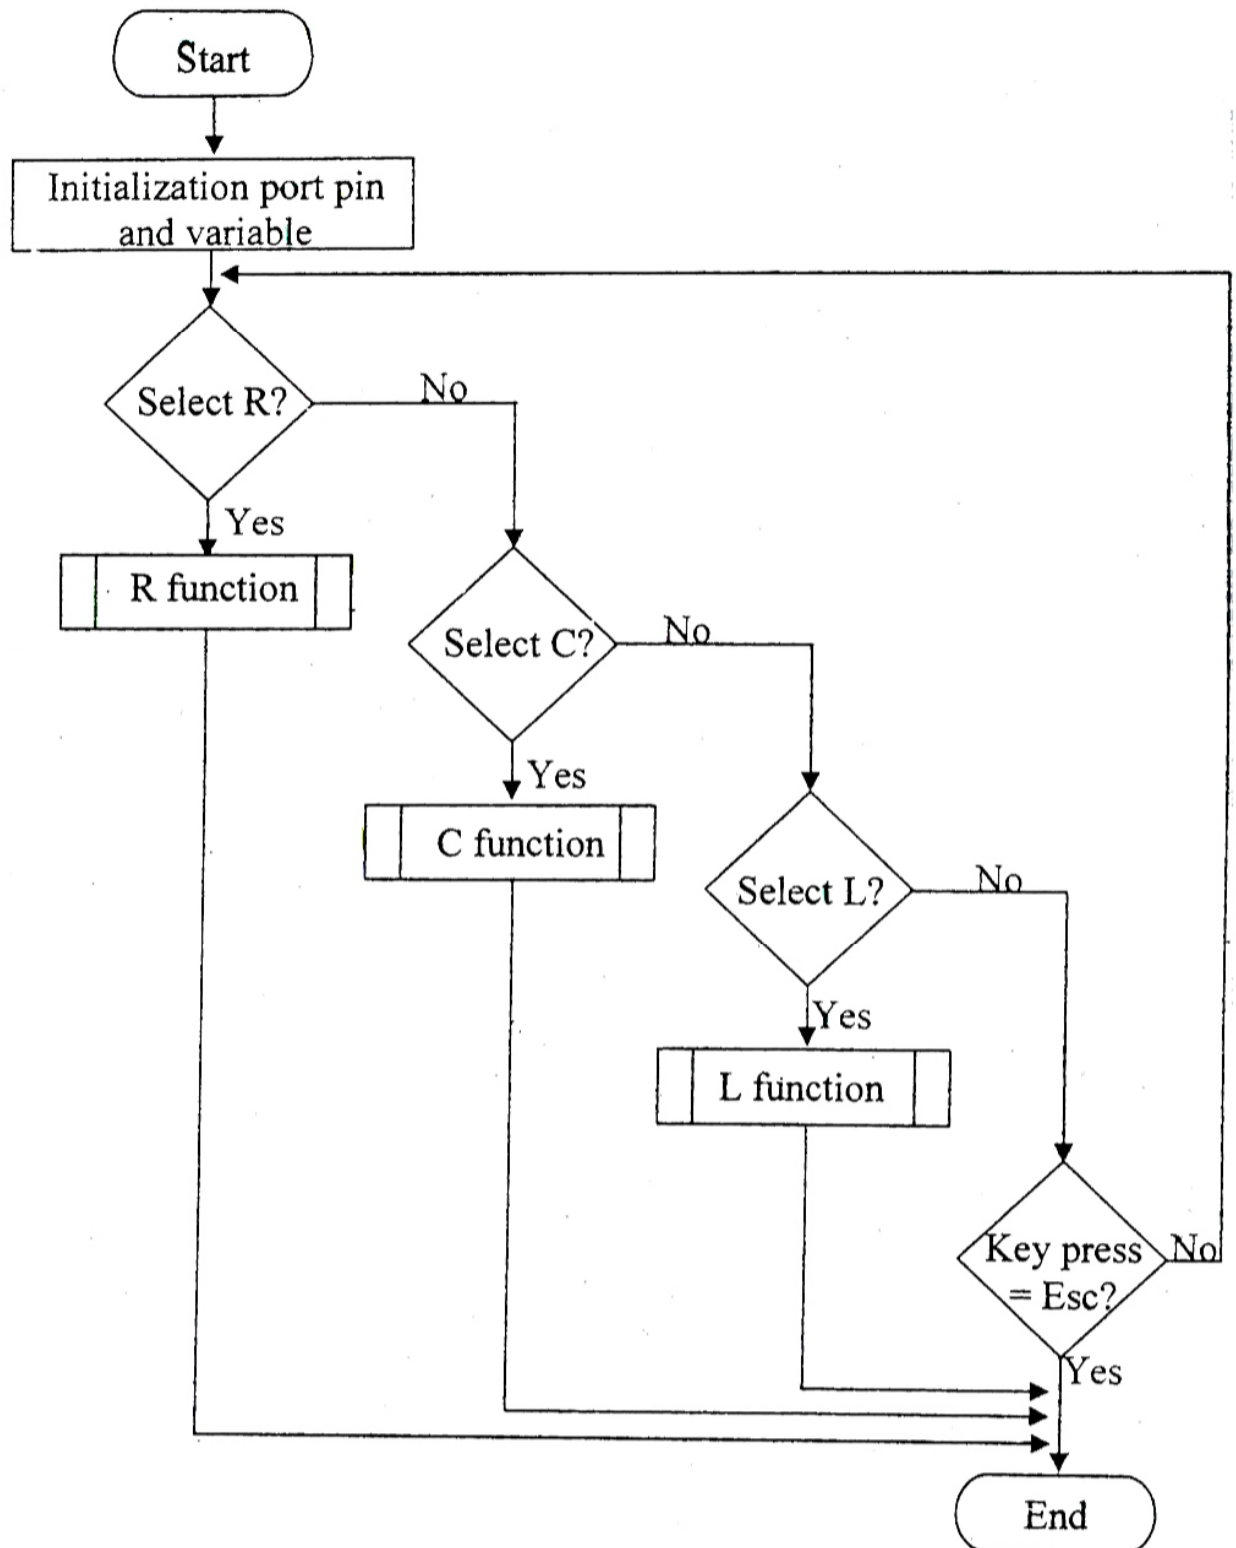 Start
Initialization port pin
and variable
Select R?
No
Yes
R function
Select C?
No
Yes
C function
Select L?
No
Yes
L function
Key press
= Esc?
No
Yes
End